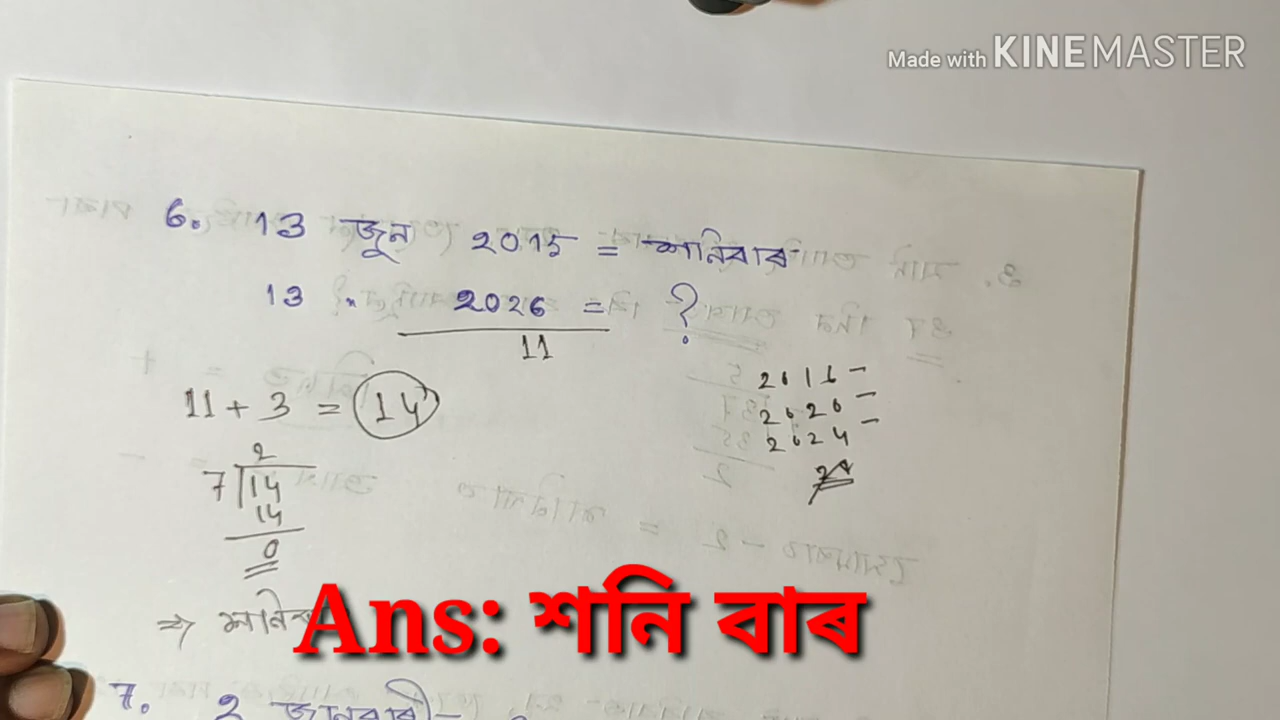 Made with KINEMASTER
6. 13 জুন 2015 = শনিবাৰ
13 " 2026 = ?
11
11 + 3 = 14
2016 -
2020 -
2024 -
2
7 14
14
0
⇒ শনিব
Ans: শনি বাৰ
7. 2 জানুৱাৰী